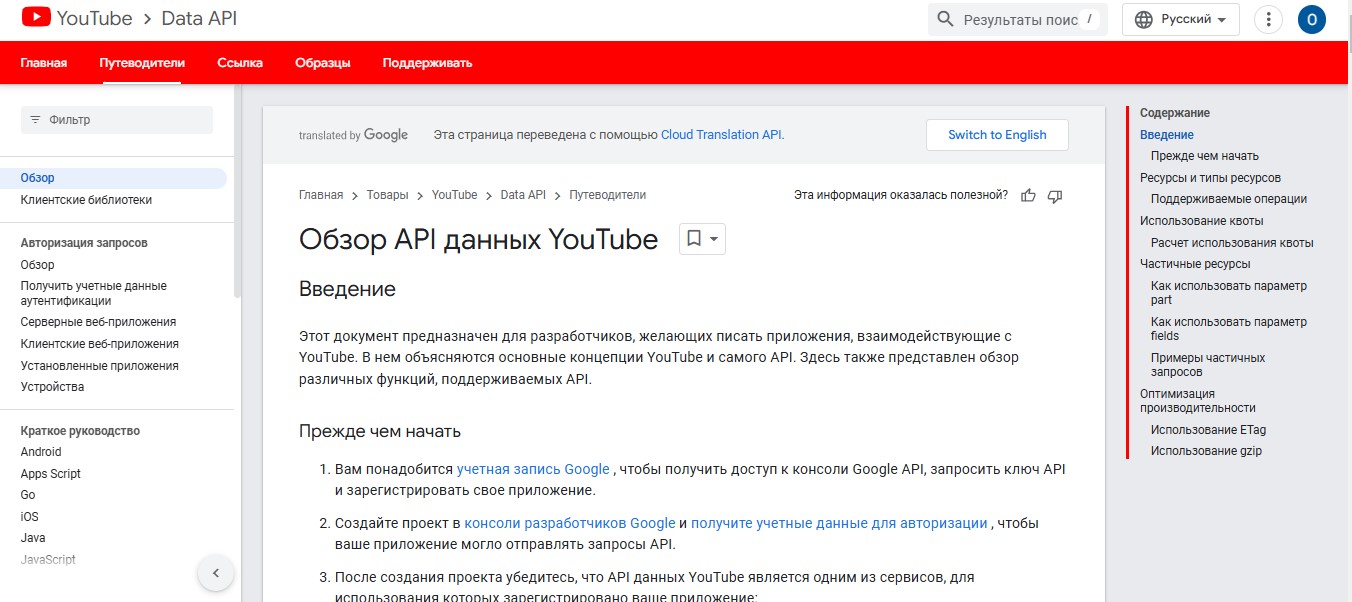 YouTube > Data API
Результаты поиск /
Русский
O
Главная Путеводители Ссылка Образцы Поддерживать
Фильтр
Обзор
Клиентские библиотеки
Авторизация запросов
Обзор
Получить учетные данные
аутентификации
Серверные веб-приложения
Клиентские веб-приложения
Установленные приложения
Устройства
Краткое руководство
Android
Apps Script
Go
iOS
Java
JavaScript
translated by Google
Эта страница переведена с помощью Cloud Translation API.
Switch to English
Главная > Товары > YouTube > Data API > Путеводители
Эта информация оказалась полезной?
Обзор API данных YouTube
Введение
Этот документ предназначен для разработчиков, желающих писать приложения, взаимодействующие с
YouTube. В нем объясняются основные концепции YouTube и самого API. Здесь также представлен обзор
различных функций, поддерживаемых API.
Прежде чем начать
1. Вам понадобится учетная запись Google , чтобы получить доступ к консоли Google API, запросить ключ API
и зарегистрировать свое приложение.
2. Создайте проект в консоли разработчиков Google и получите учетные данные для авторизации , чтобы
ваше приложение могло отправлять запросы API.
3. После создания проекта убедитесь, что API данных YouTube является одним из сервисов, для
использования которых зарегистрировано ваше приложение:
Содержание
Введение
Прежде чем начать
Ресурсы и типы ресурсов
Поддерживаемые операции
Использование квоты
Расчет использования квоты
Частичные ресурсы
Как использовать параметр
part
Как использовать параметр
fields
Примеры частичных
запросов
Оптимизация
производительности
Использование ETag
Использование gzip